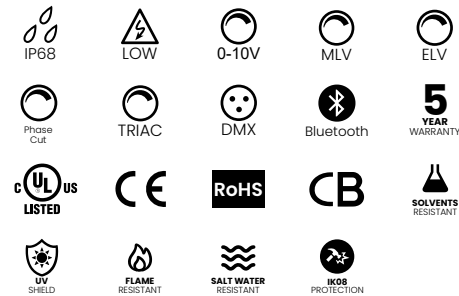 IP68
LOW
0-10V
MLV
ELV
Phase
Cut
TRIAC
DMX
Bluetooth
5
YEAR
WARRANTY
C UL US
LISTED
CE
RoHS
CB
SOLVENTS
RESISTANT
UV
SHIELD
FLAME
RESISTANT
SALT WATER
RESISTANT
IK08
PROTECTION